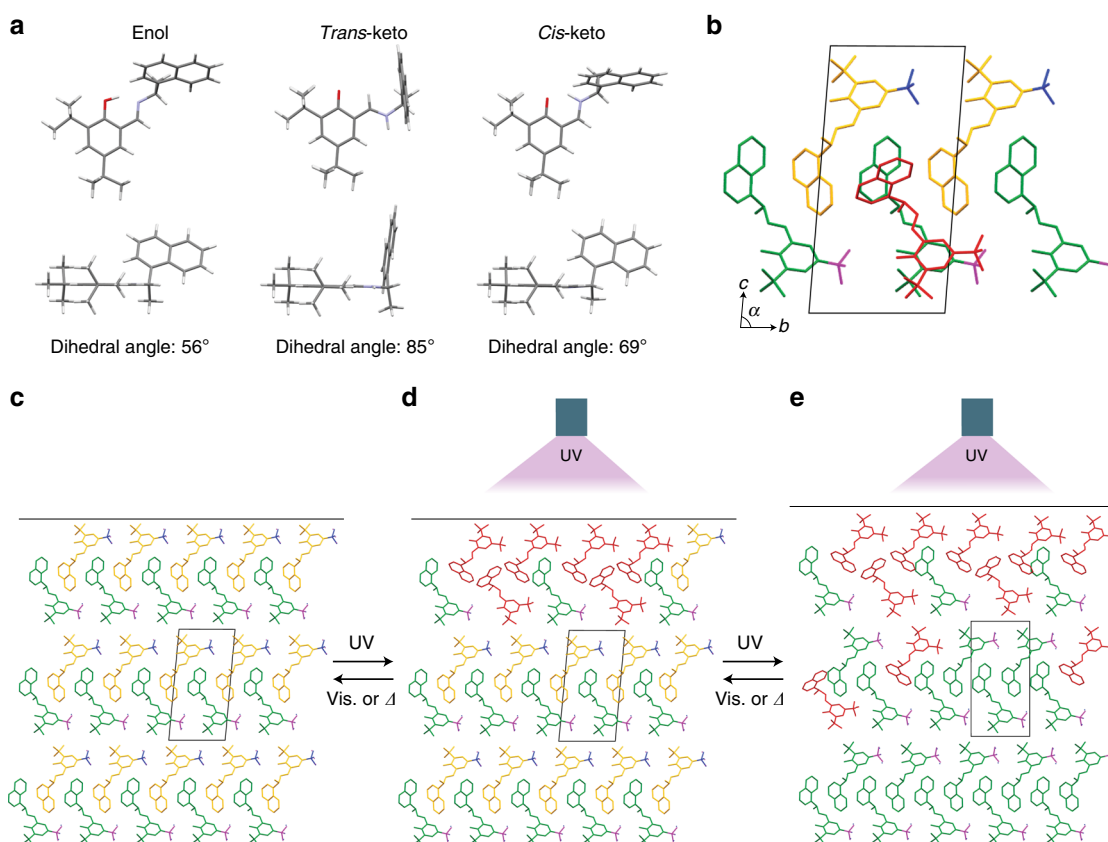 a
Enol
Trans-keto
Cis-keto
Dihedral angle: 56°
Dihedral angle: 85°
Dihedral angle: 69°
b
c
α
b
c
d
UV
e
UV
UV
Vis. or Δ
UV
Vis. or Δ